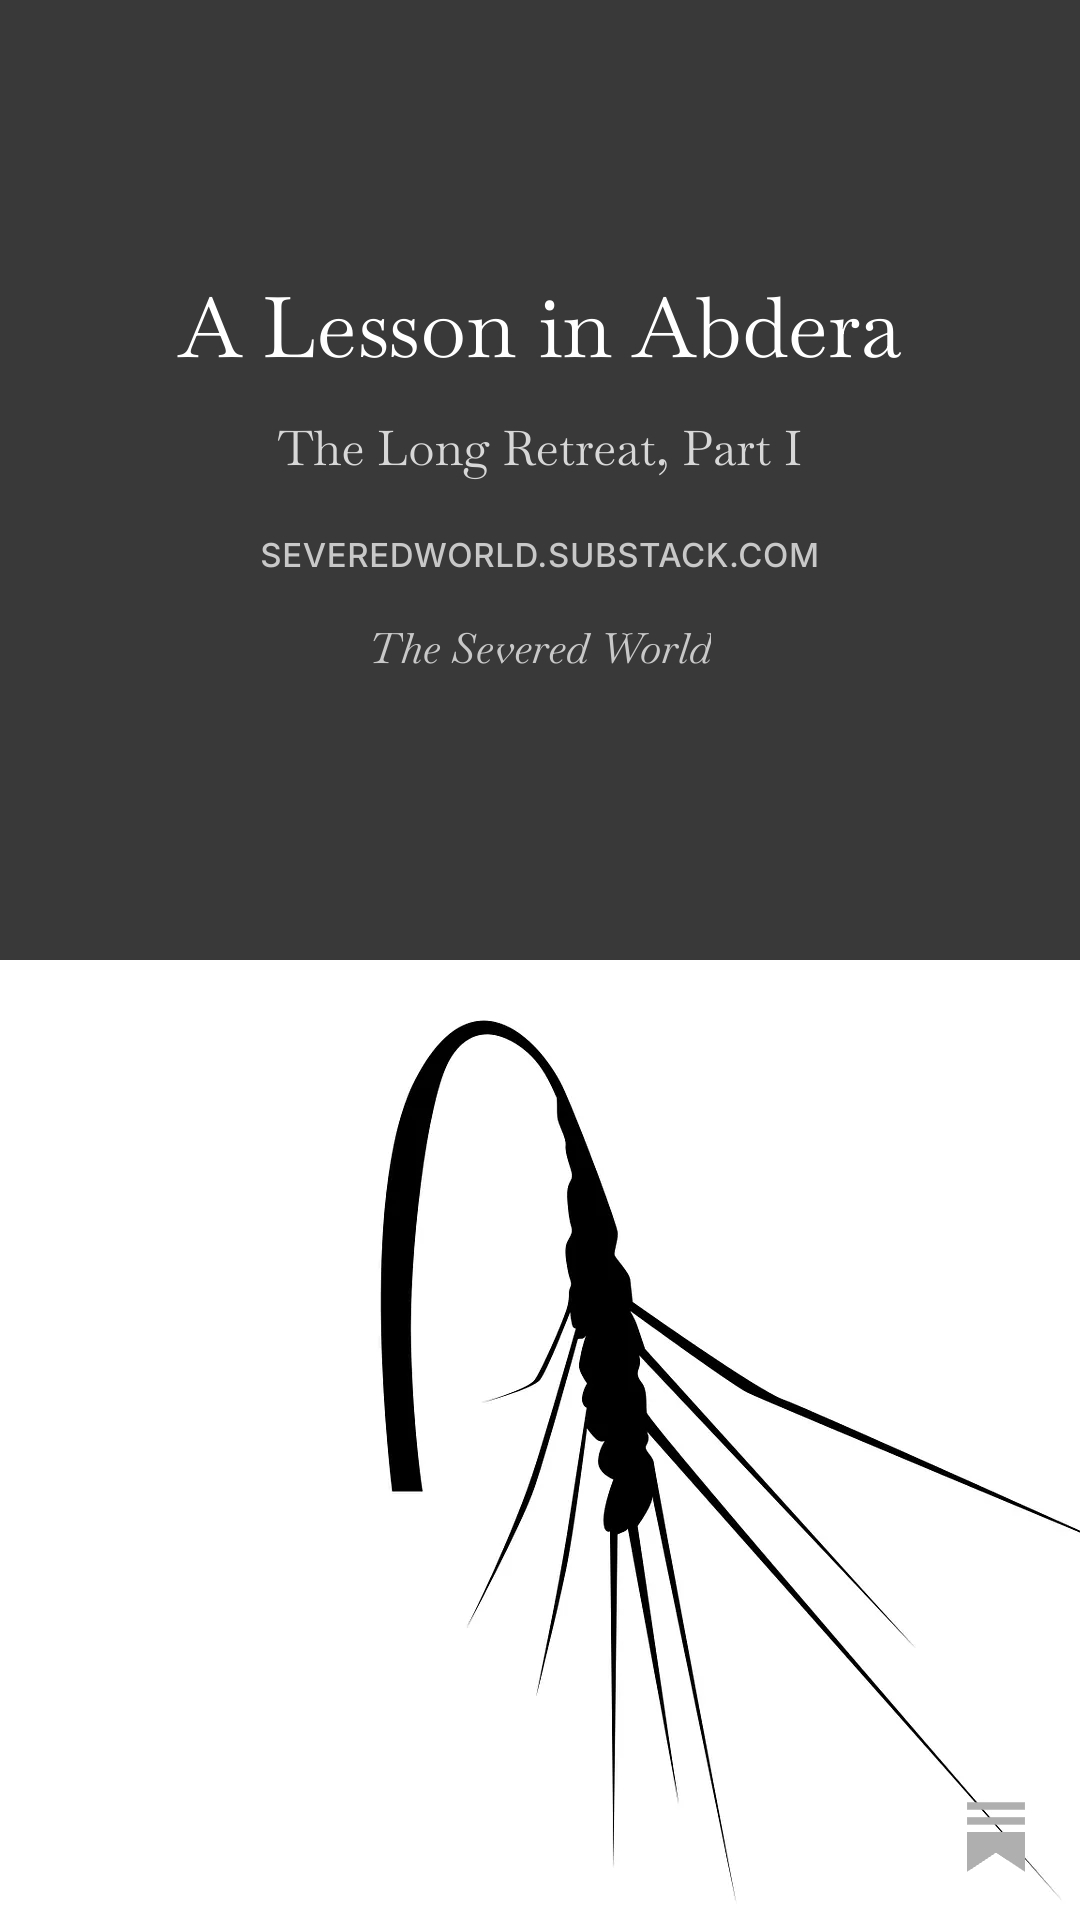 A Lesson in Abdera
The Long Retreat, Part I
SEVEREDWORLD.SUBSTACK.COM
The Severed World